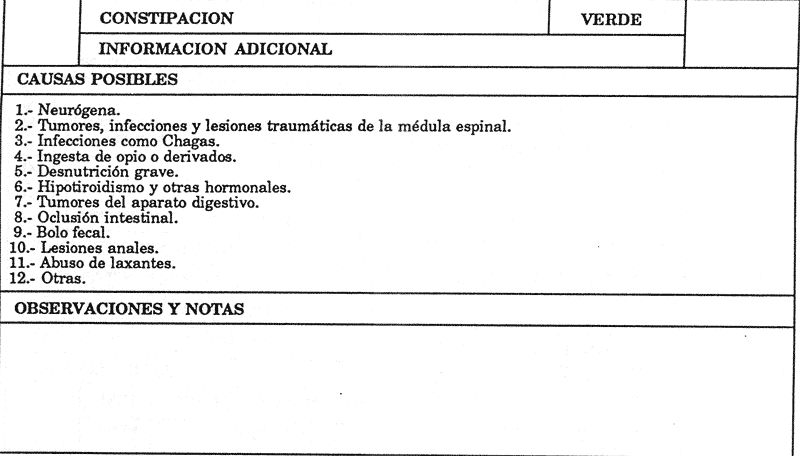 CONSTIPACION
VERDE
INFORMACION ADICIONAL
CAUSAS POSIBLES
1.- Neurógena.
2.- Tumores, infecciones y lesiones traumáticas de la médula espinal.
3.- Infecciones como Chagas.
4.- Ingesta de opio o derivados.
5.- Desnutrición grave.
6.- Hipotiroidismo y otras hormonales.
7.- Tumores del aparato digestivo.
8.- Oclusión intestinal.
9.- Bolo fecal.
10.- Lesiones anales.
11.- Abuso de laxantes.
12.- Otras.
OBSERVACIONES Y NOTAS